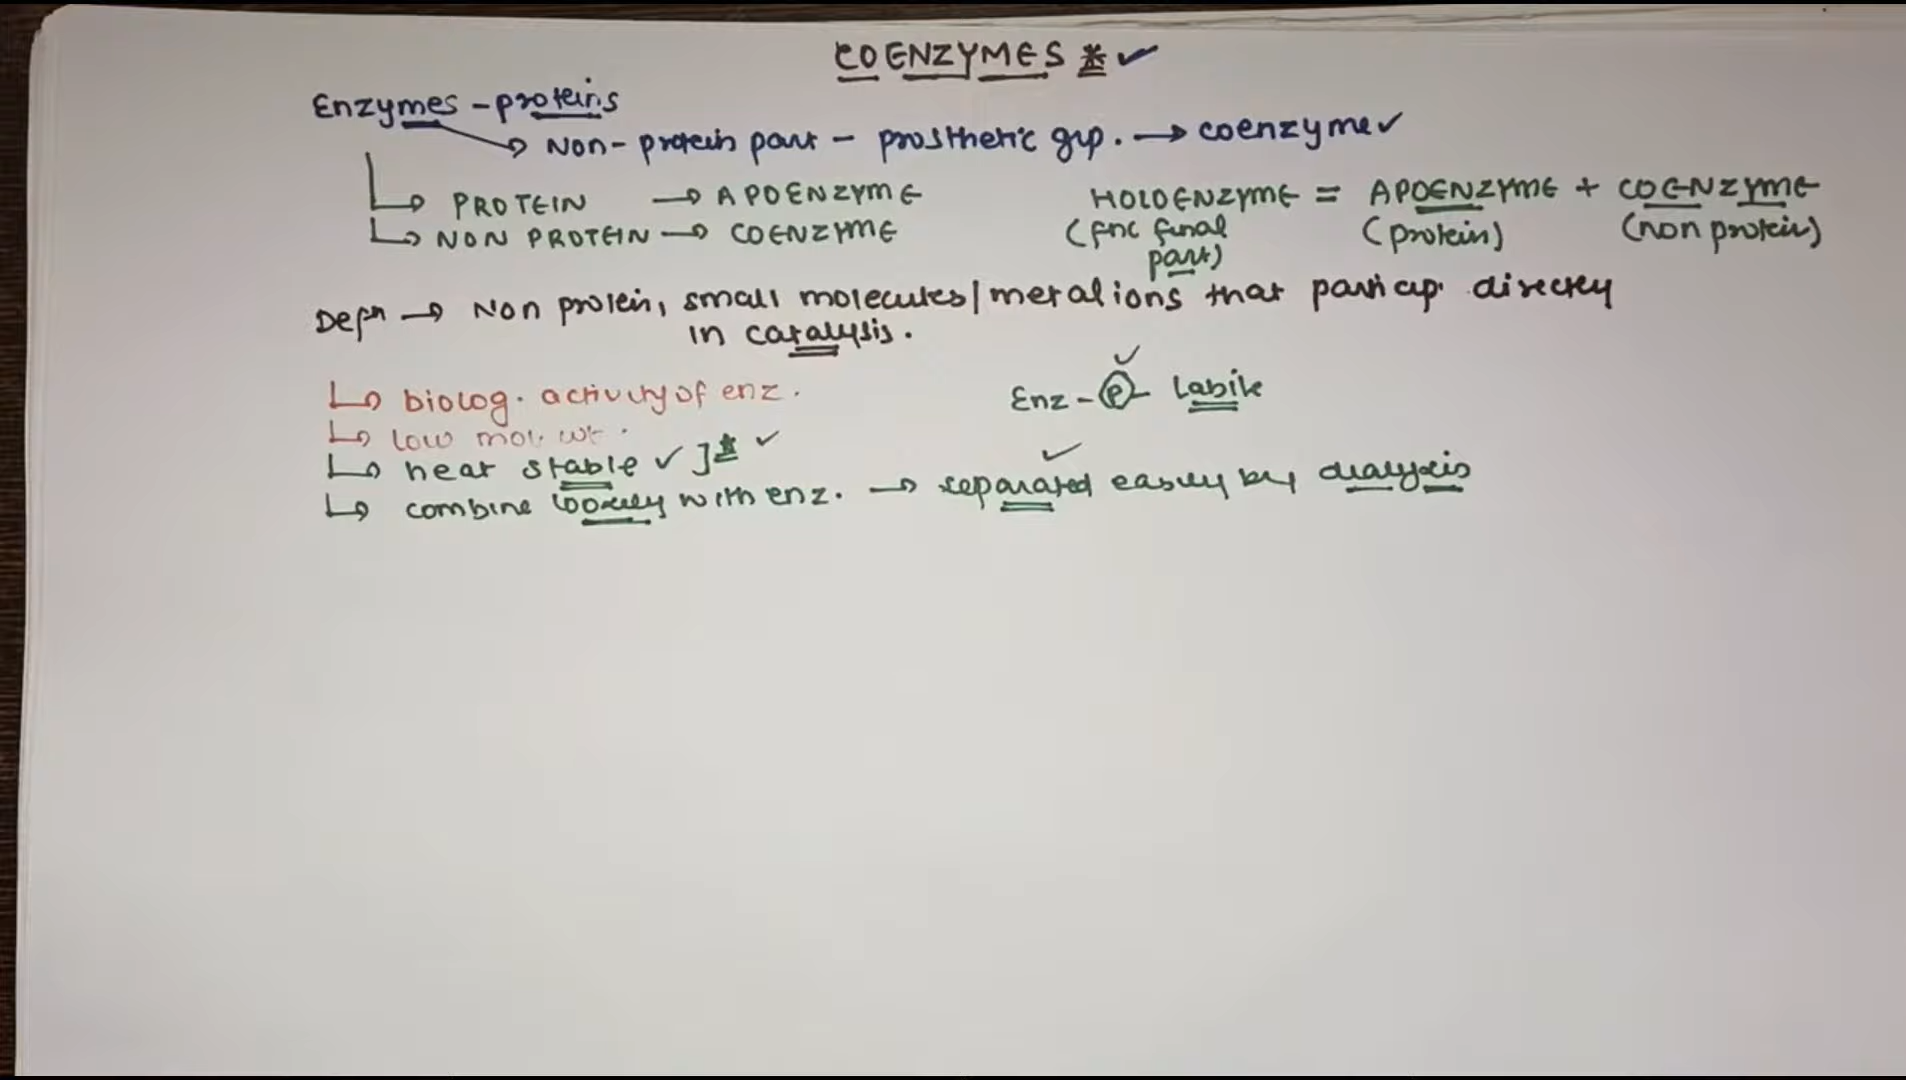 COENZYMES * ✓
Enzymes - proteins
→ Non-protein part - prosthetic grp. → coenzyme ✓
→ PROTEIN → APOENZYME
→ NON PROTEIN → COENZYME
HOLOENZYME = APOENZYME + COENZYME
(fnc final part) (protein) (non protein)
Defn → Non protein, small molecules/metal ions that particip. directly
in catalysis.
→ biolog. activity of enz.
→ low mol. wt.
→ heat stable ✓ ]* ✓
Enz - (P) - Labile
→ combine loosely with enz. → separated easily by dialysis